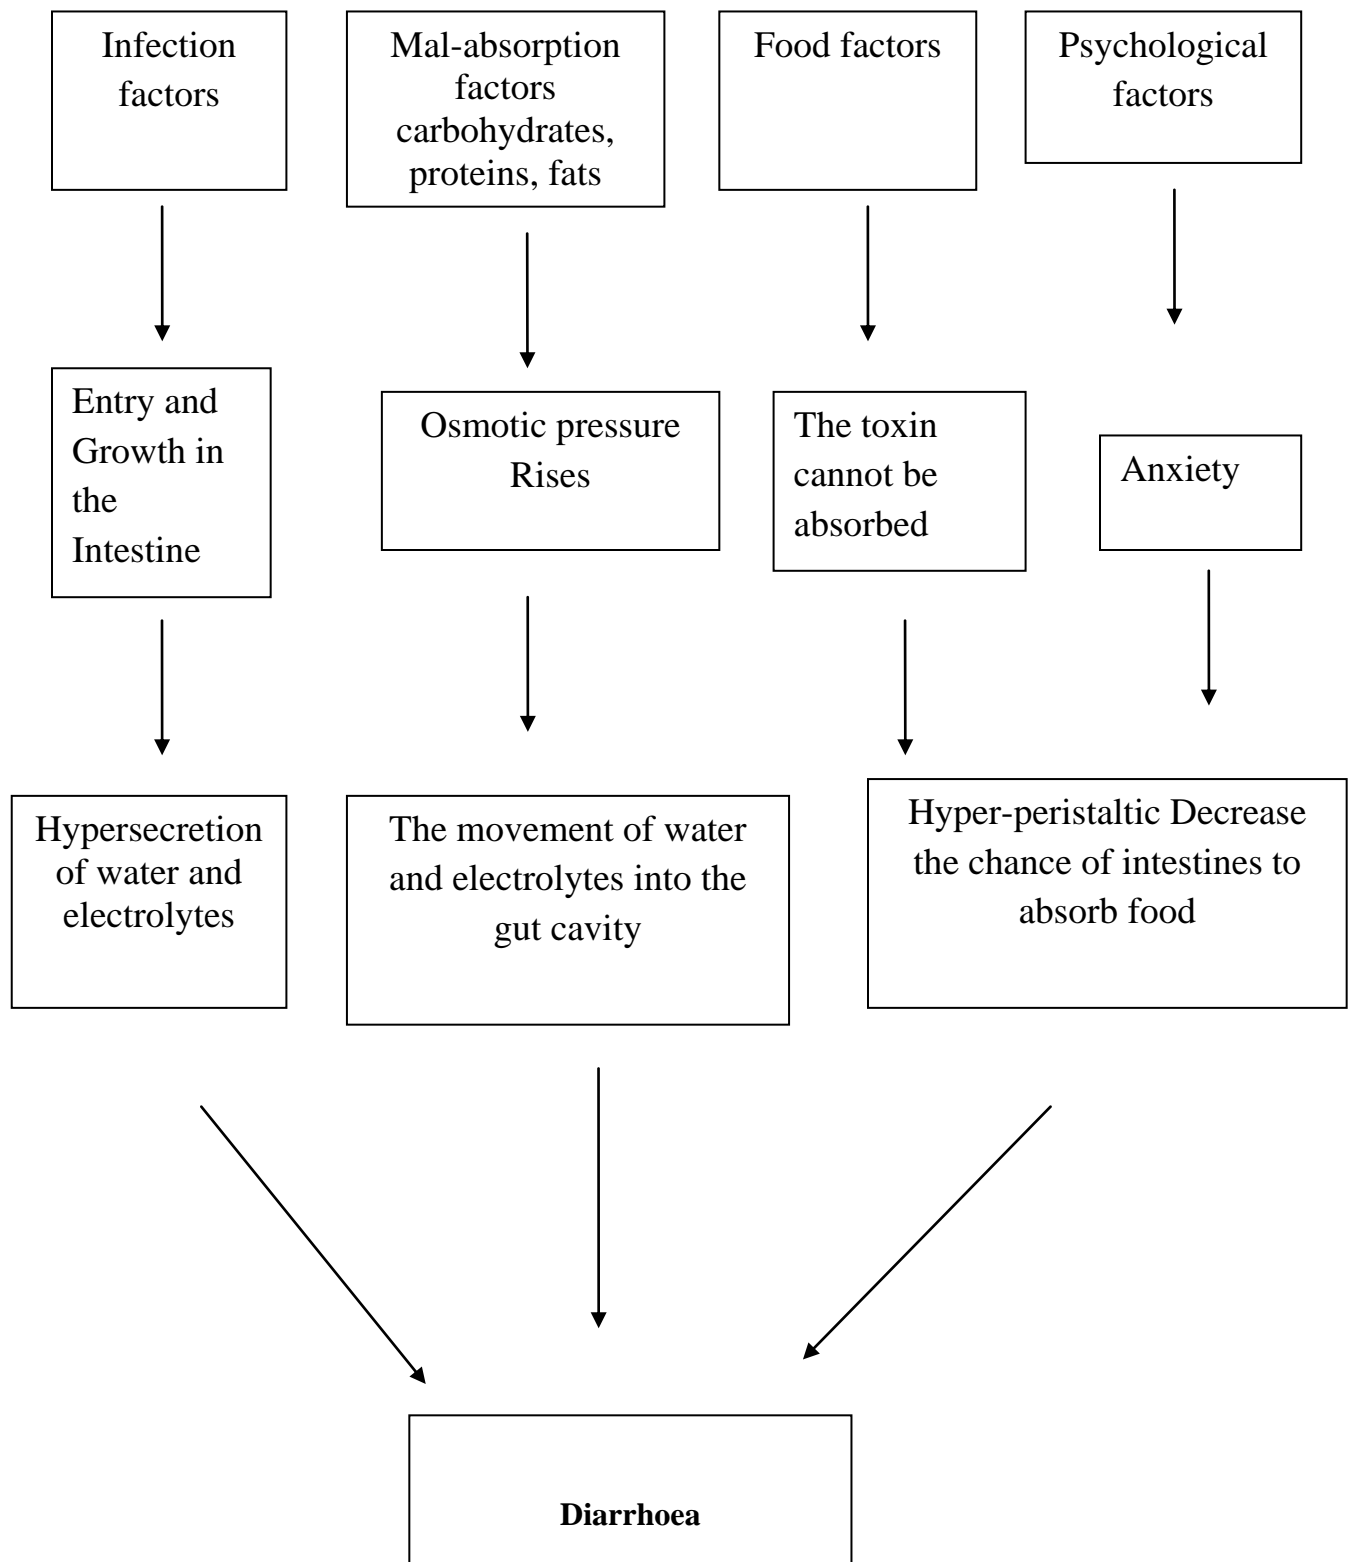 Infection
factors
Mal-absorption
factors
carbohydrates,
proteins, fats
Food factors
Psychological
factors
Entry and
Growth in
the
Intestine
Osmotic pressure
Rises
The toxin
cannot be
absorbed
Anxiety
Hypersecretion
of water and
electrolytes
The movement of water
and electrolytes into the
gut cavity
Hyper-peristaltic Decrease
the chance of intestines to
absorb food
Diarrhoea